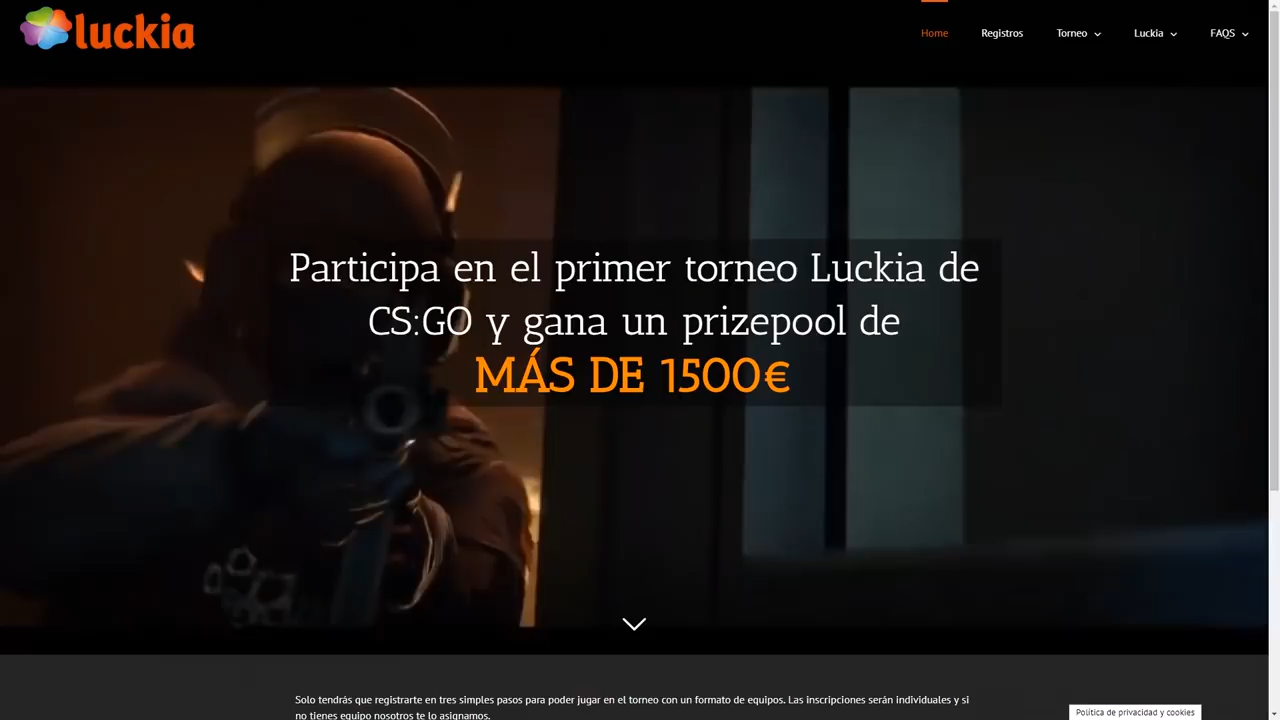 luckia
Home
Registros
Torneo
Luckia
FAQS
Participa en el primer torneo Luckia de
CS:GO y gana un prizepool de
MÁS DE 1500€
Solo tendrás que registrarte en tres simples pasos para poder jugar en el torneo con un formato de equipos. Las inscripciones serán individuales y si
no tienes equipo nosotros te lo asignamos.
Política de privacidad y cookies